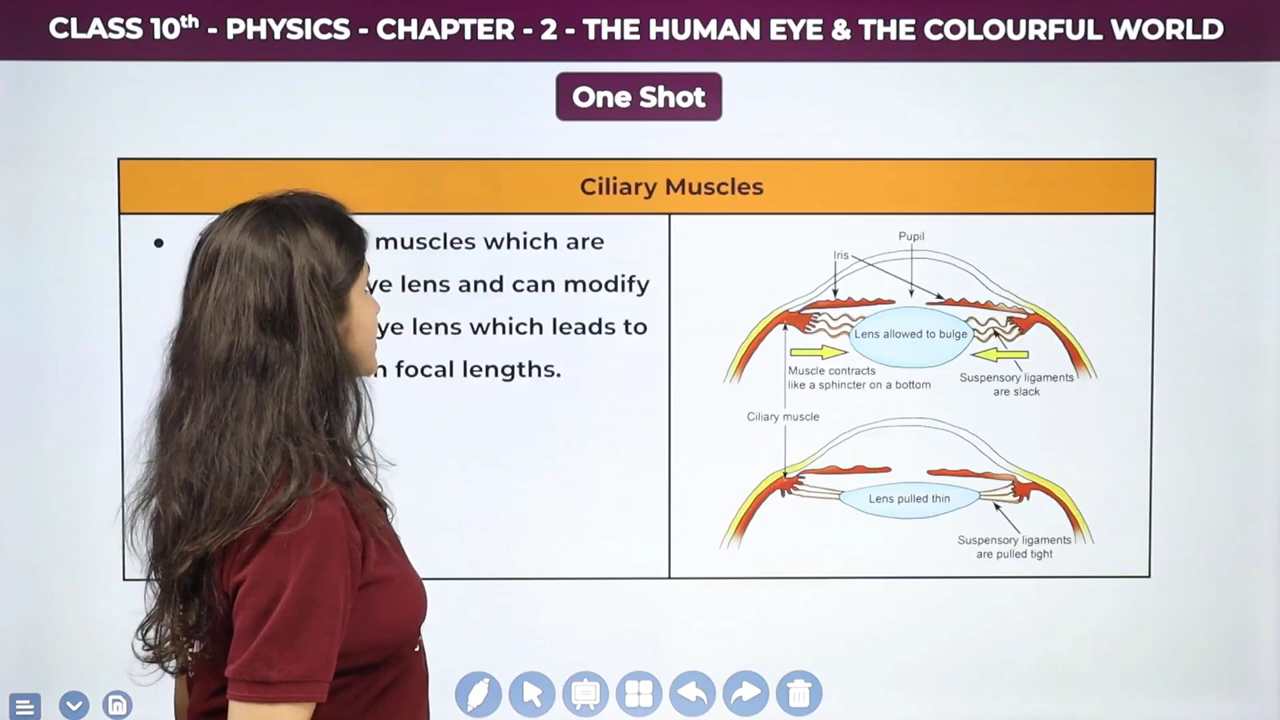 CLASS 10th - PHYSICS - CHAPTER - 2 - THE HUMAN EYE & THE COLOURFUL WORLD
One Shot
Ciliary Muscles
muscles which are
lens and can modify
lens which leads to
focal lengths.
Pupil
Iris
Lens allowed to bulge
Muscle contracts
like a sphincter on a bottom
Suspensory ligaments
are slack
Ciliary muscle
Lens pulled thin
Suspensory ligaments
are pulled tight